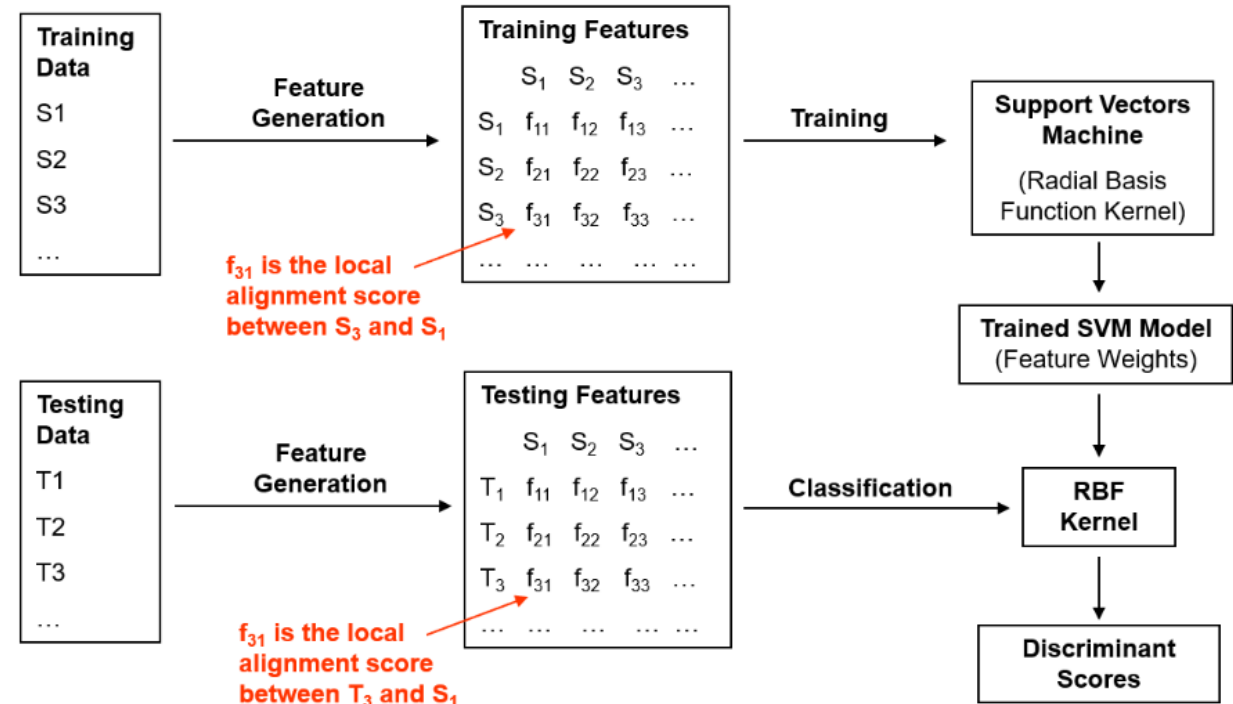 Training
Data
S1
S2
S3
…
Feature
Generation
Training Features
S₁ S₂ S₃ …
S₁ f₁₁ f₁₂ f₁₃ …
S₂ f₂₁ f₂₂ f₂₃ …
S₃ f₃₁ f₃₂ f₃₃ …
… … … … …
f₃₁ is the local
alignment score
between S₃ and S₁
Training
Support Vectors
Machine
(Radial Basis
Function Kernel)
Trained SVM Model
(Feature Weights)
Testing
Data
T1
T2
T3
…
Feature
Generation
Testing Features
S₁ S₂ S₃ …
T₁ f₁₁ f₁₂ f₁₃ …
T₂ f₂₁ f₂₂ f₂₃ …
T₃ f₃₁ f₃₂ f₃₃ …
… … … … …
f₃₁ is the local
alignment score
between T₃ and S₁
Classification
RBF
Kernel
Discriminant
Scores